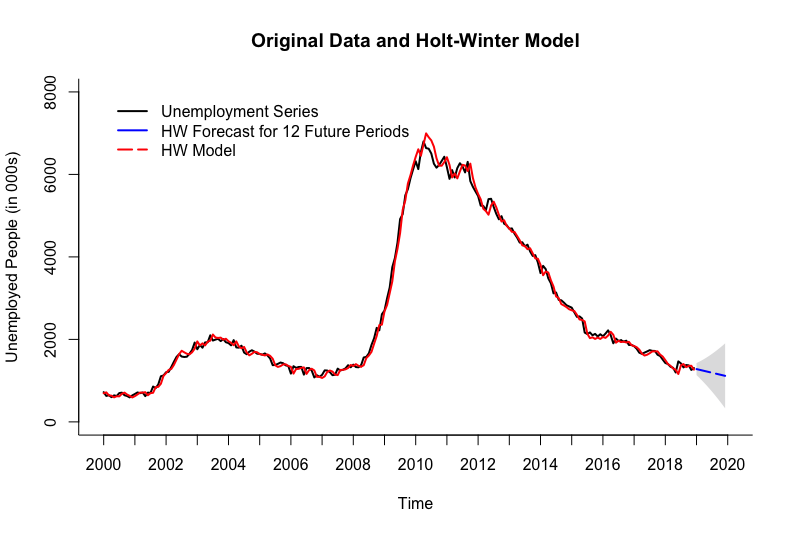 Original Data and Holt-Winter Model
Unemployment Series
HW Forecast for 12 Future Periods
HW Model
Unemployed People (in 000s)
8000
6000
4000
2000
0
2000 2002 2004 2006 2008 2010 2012 2014 2016 2018 2020
Time